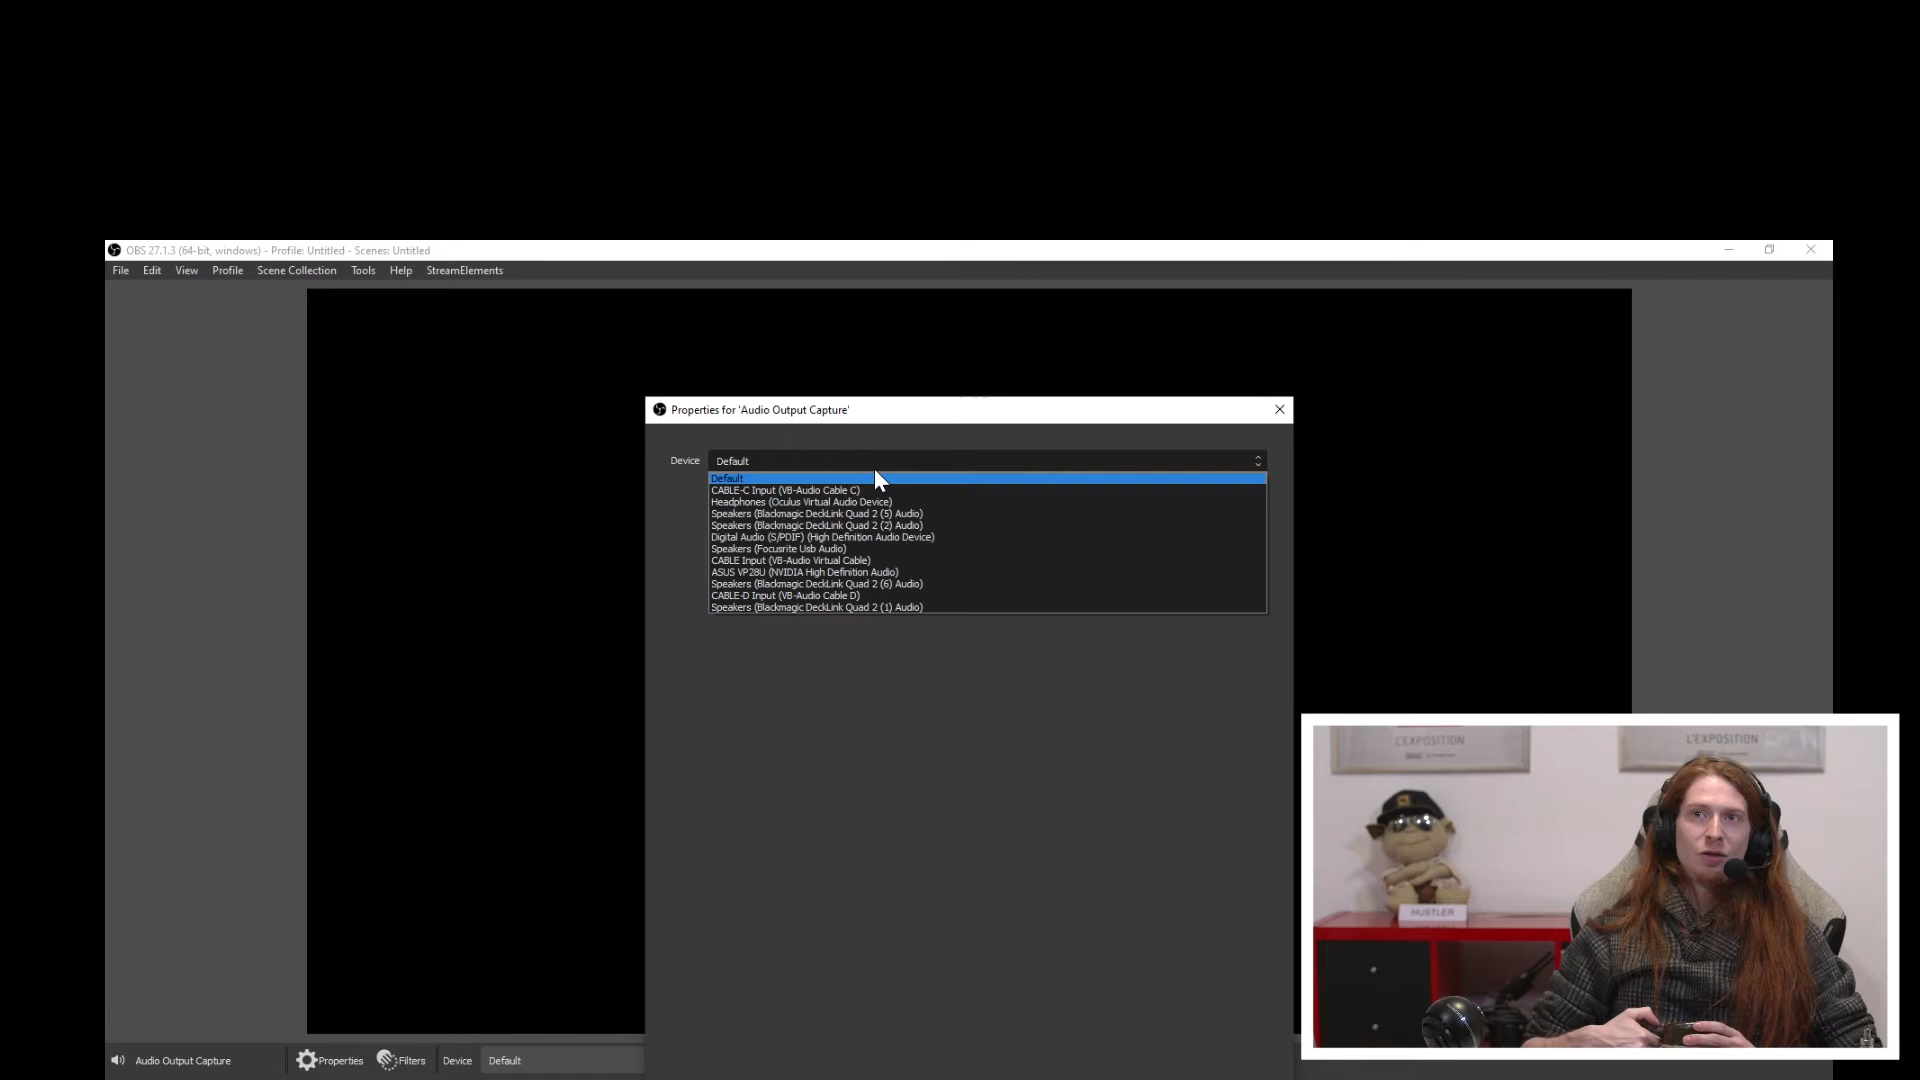 OBS 27.1.3 (64-bit, windows) - Profile: Untitled - Scenes: Untitled
File Edit View Profile Scene Collection Tools Help StreamElements
Properties for 'Audio Output Capture'
Device Default
Default
CABLE-C Input (VB-Audio Cable C)
Headphones (Oculus Virtual Audio Device)
Speakers (Blackmagic DeckLink Quad 2 (5) Audio)
Speakers (Blackmagic DeckLink Quad 2 (2) Audio)
Digital Audio (S/PDIF) (High Definition Audio Device)
Speakers (Focusrite Usb Audio)
CABLE Input (VB-Audio Virtual Cable)
ASUS VP28U (NVIDIA High Definition Audio)
Speakers (Blackmagic DeckLink Quad 2 (6) Audio)
CABLE-D Input (VB-Audio Cable D)
Speakers (Blackmagic DeckLink Quad 2 (1) Audio)
L'EXPOSITION
L'EXPOSITION
HUSTLER
Audio Output Capture Properties Filters Device Default